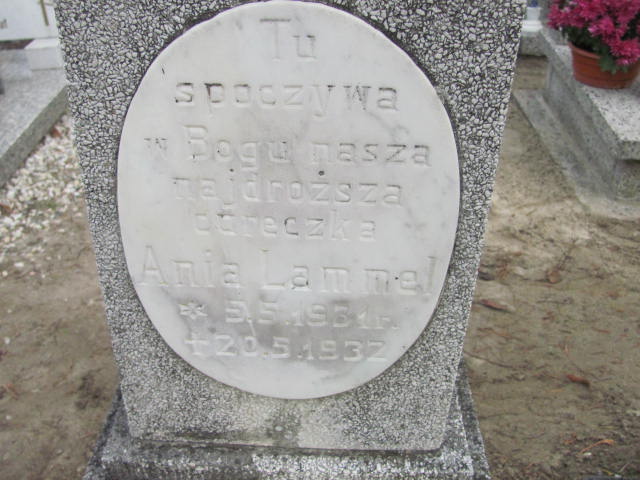 Tu
spoczywa
w Bogu nasza
najdroższa
córeczka
Ania Lammel
* 5.5.1931 r.
+ 20.5.1932